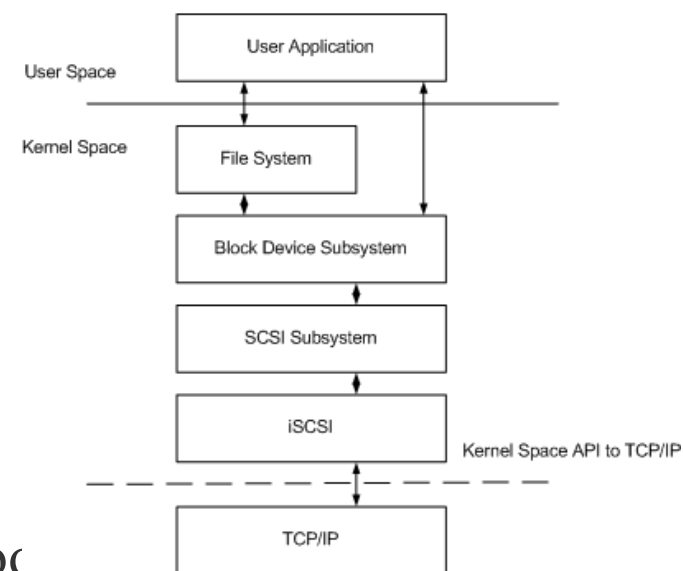 User Application
User Space
Kernel Space
File System
Block Device Subsystem
SCSI Subsystem
iSCSI
Kernel Space API to TCP/IP
TCP/IP